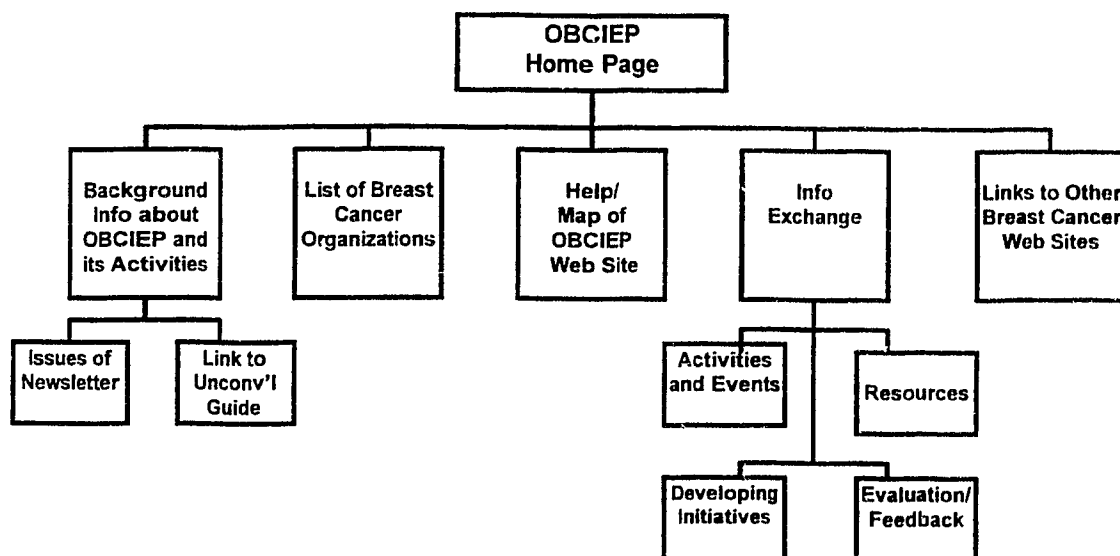 OBCIEP
Home Page
Background
Info about
OBCIEP and
its Activities
List of Breast
Cancer
Organizations
Help/
Map of
OBCIEP
Web Site
Info
Exchange
Links to Other
Breast Cancer
Web Sites
Issues of
Newsletter
Link to
Unconv'l
Guide
Activities
and Events
Resources
Developing
Initiatives
Evaluation/
Feedback